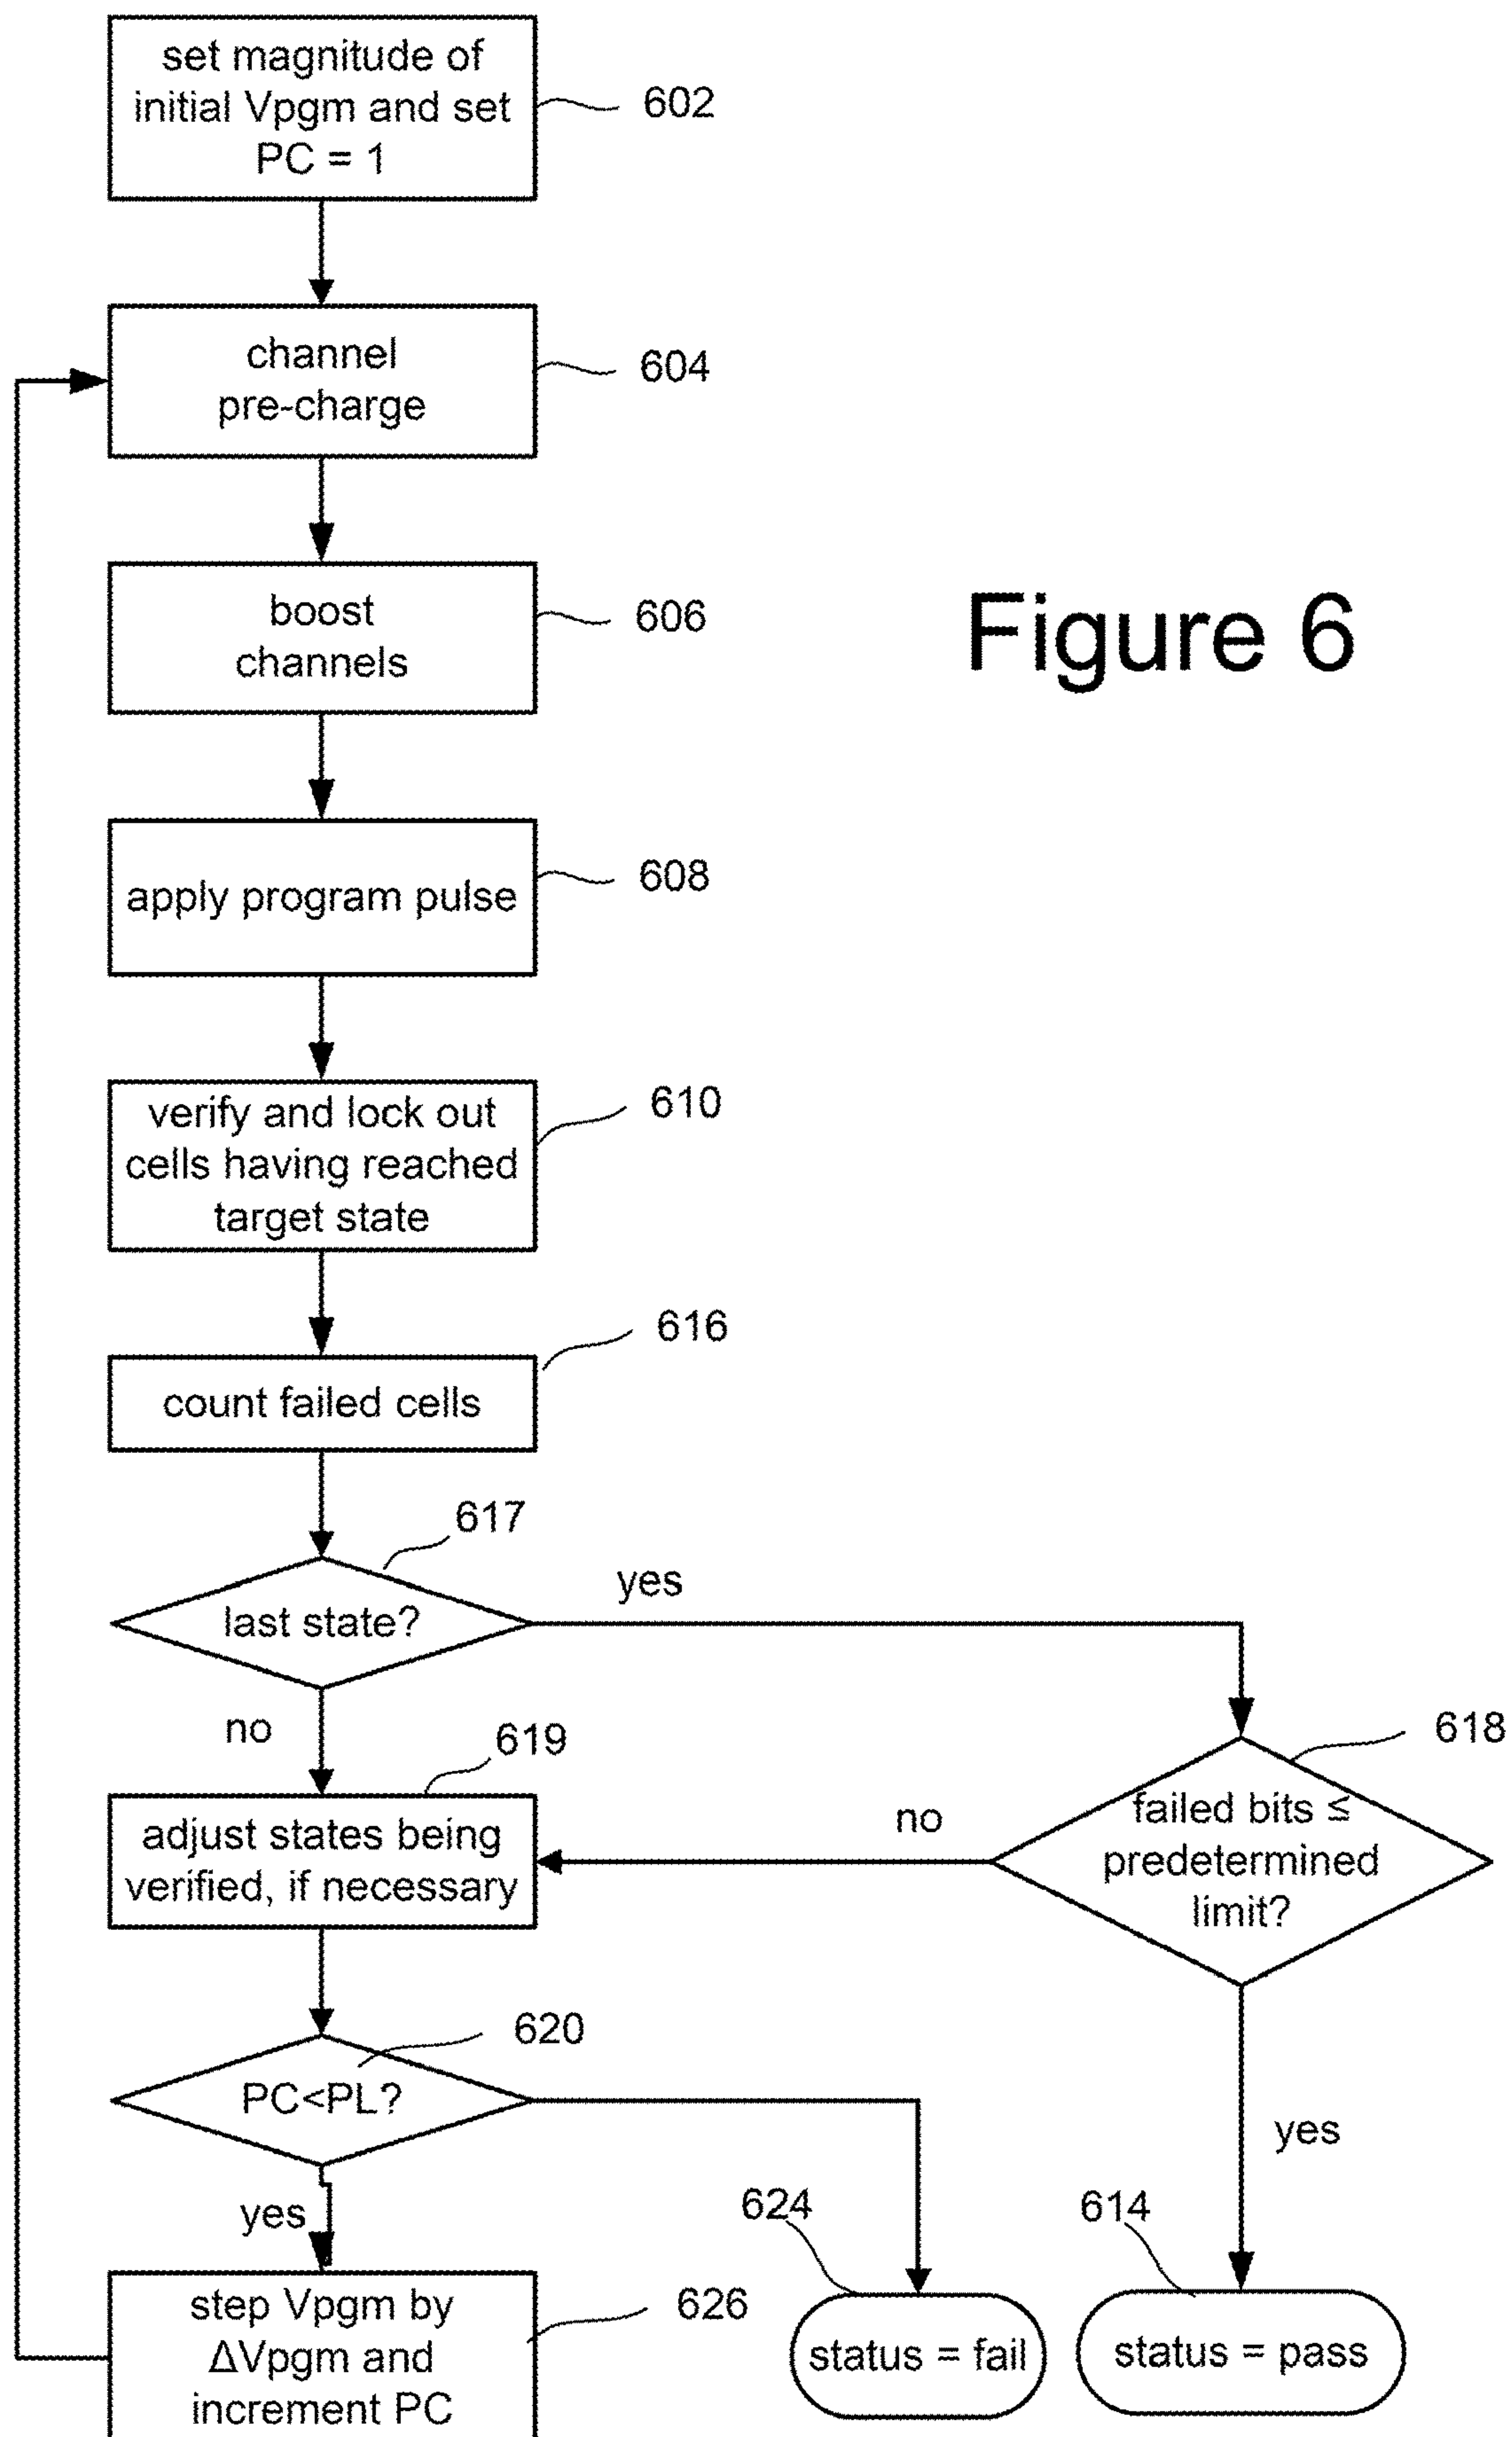 set magnitude of
initial Vpgm and set
PC = 1
602
channel
pre-charge
604
boost
channels
606
Figure 6
apply program pulse
608
verify and lock out
cells having reached
target state
610
count failed cells
616
last state?
617
yes
no
adjust states being
verified, if necessary
619
no
failed bits ≤
predetermined
limit?
618
PC<PL?
620
yes
yes
step Vpgm by
ΔVpgm and
increment PC
626
624
status = fail
614
status = pass